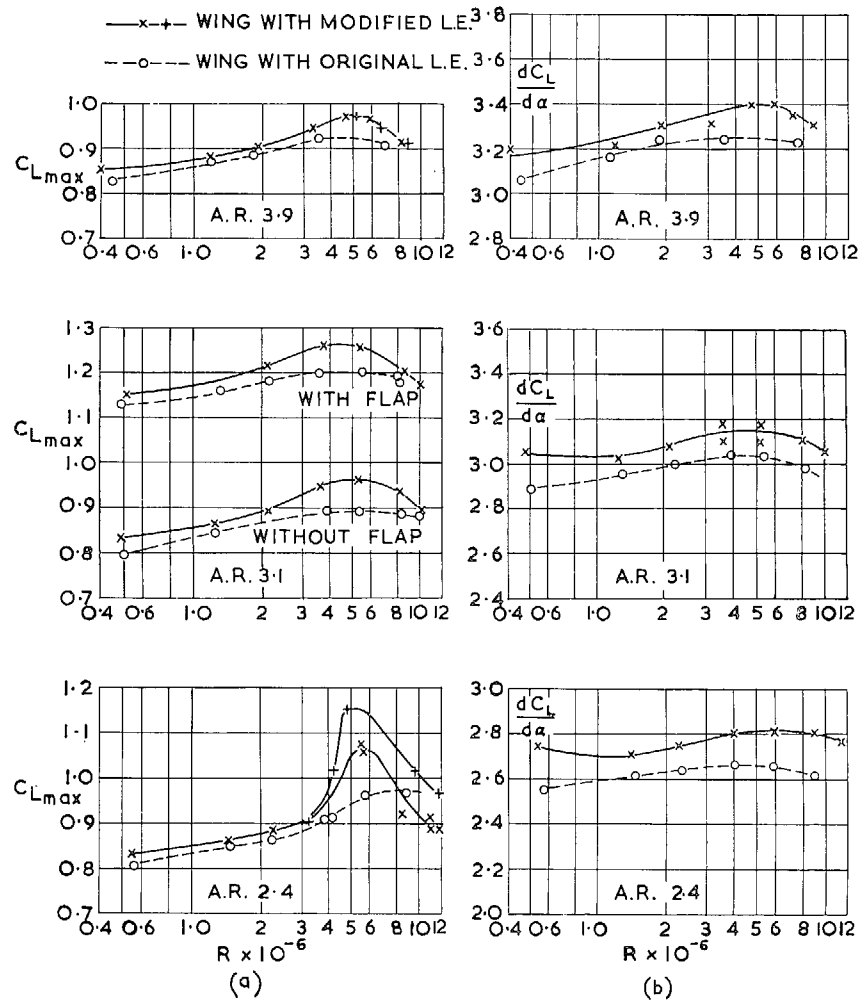 —×—+— WING WITH MODIFIED L.E.
--o--- WING WITH ORIGINAL L.E.
1·0
0·9
C_Lmax
0·8
0·7
A.R. 3·9
0·4 0·6 1·0 2 3 4 5 6 8 10 12
3·8
3·6
dC_L
dα
3·4
3·2
3·0
2·8
A.R. 3·9
0·4 0·6 1·0 2 3 4 5 6 8 10 12
1·3
1·2
WITH FLAP
1·1
C_Lmax
1·0
0·9
WITHOUT FLAP
0·8
A.R. 3·1
0·7
0·4 0·6 1·0 2 3 4 5 6 8 10 12
3·6
3·4
dC_L
dα
3·2
3·0
2·8
2·6
A.R. 3·1
2·4
0·4 0·6 1·0 2 3 4 5 6 8 10 12
1·2
1·1
1·0
C_Lmax
0·9
0·8
A.R. 2·4
0·7
0·4 0·6 1·0 2 3 4 5 6 8 10 12
R × 10⁻⁶
(a)
3·0
dC_L
dα
2·8
2·6
2·4
2·2
A.R. 2·4
2·0
0·4 0·6 1·0 2 3 4 5 6 8 10 12
R × 10⁻⁶
(b)